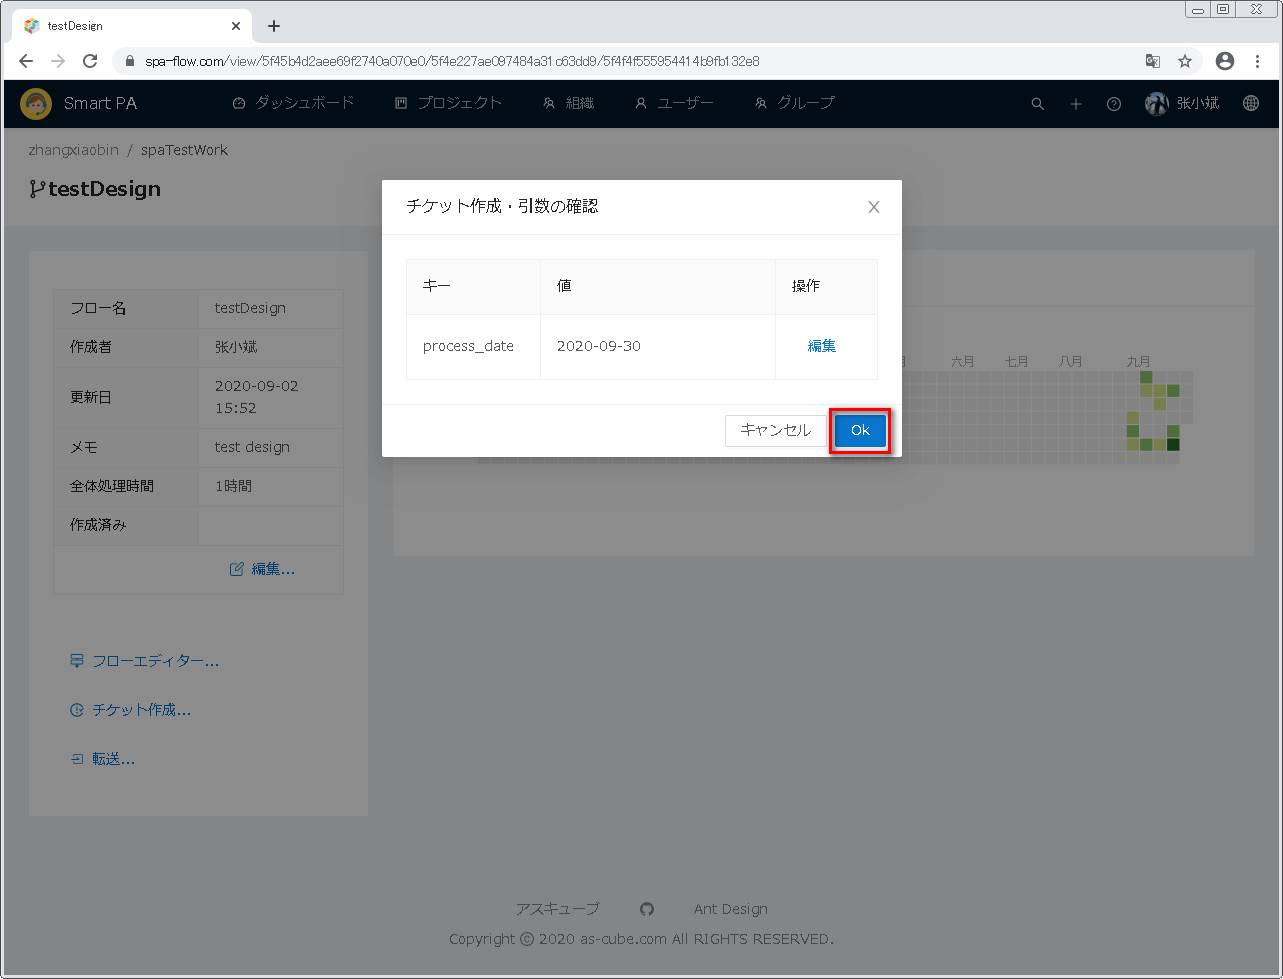 testDesign
spa-flow.com/view/5f45b4d2aee69f2740a070e0/5f4e227ae097484a31c63dd9/5f4f4f555954414b9fb132e8
Smart PA ダッシュボード プロジェクト 組織 ユーザー グループ 张小斌
zhangxiaobin / spaTestWork
testDesign
チケット作成・引数の確認
キー 値 操作
process_date 2020-09-30 編集
キャンセル Ok
フロー名 testDesign
作成者 张小斌
更新日 2020-09-02 15:52
メモ test design
全体処理時間 1時間
作成済み
編集...
フローエディター...
チケット作成...
転送...
月 六月 七月 八月 九月
アスキューブ Ant Design
Copyright © 2020 as-cube.com All RIGHTS RESERVED.